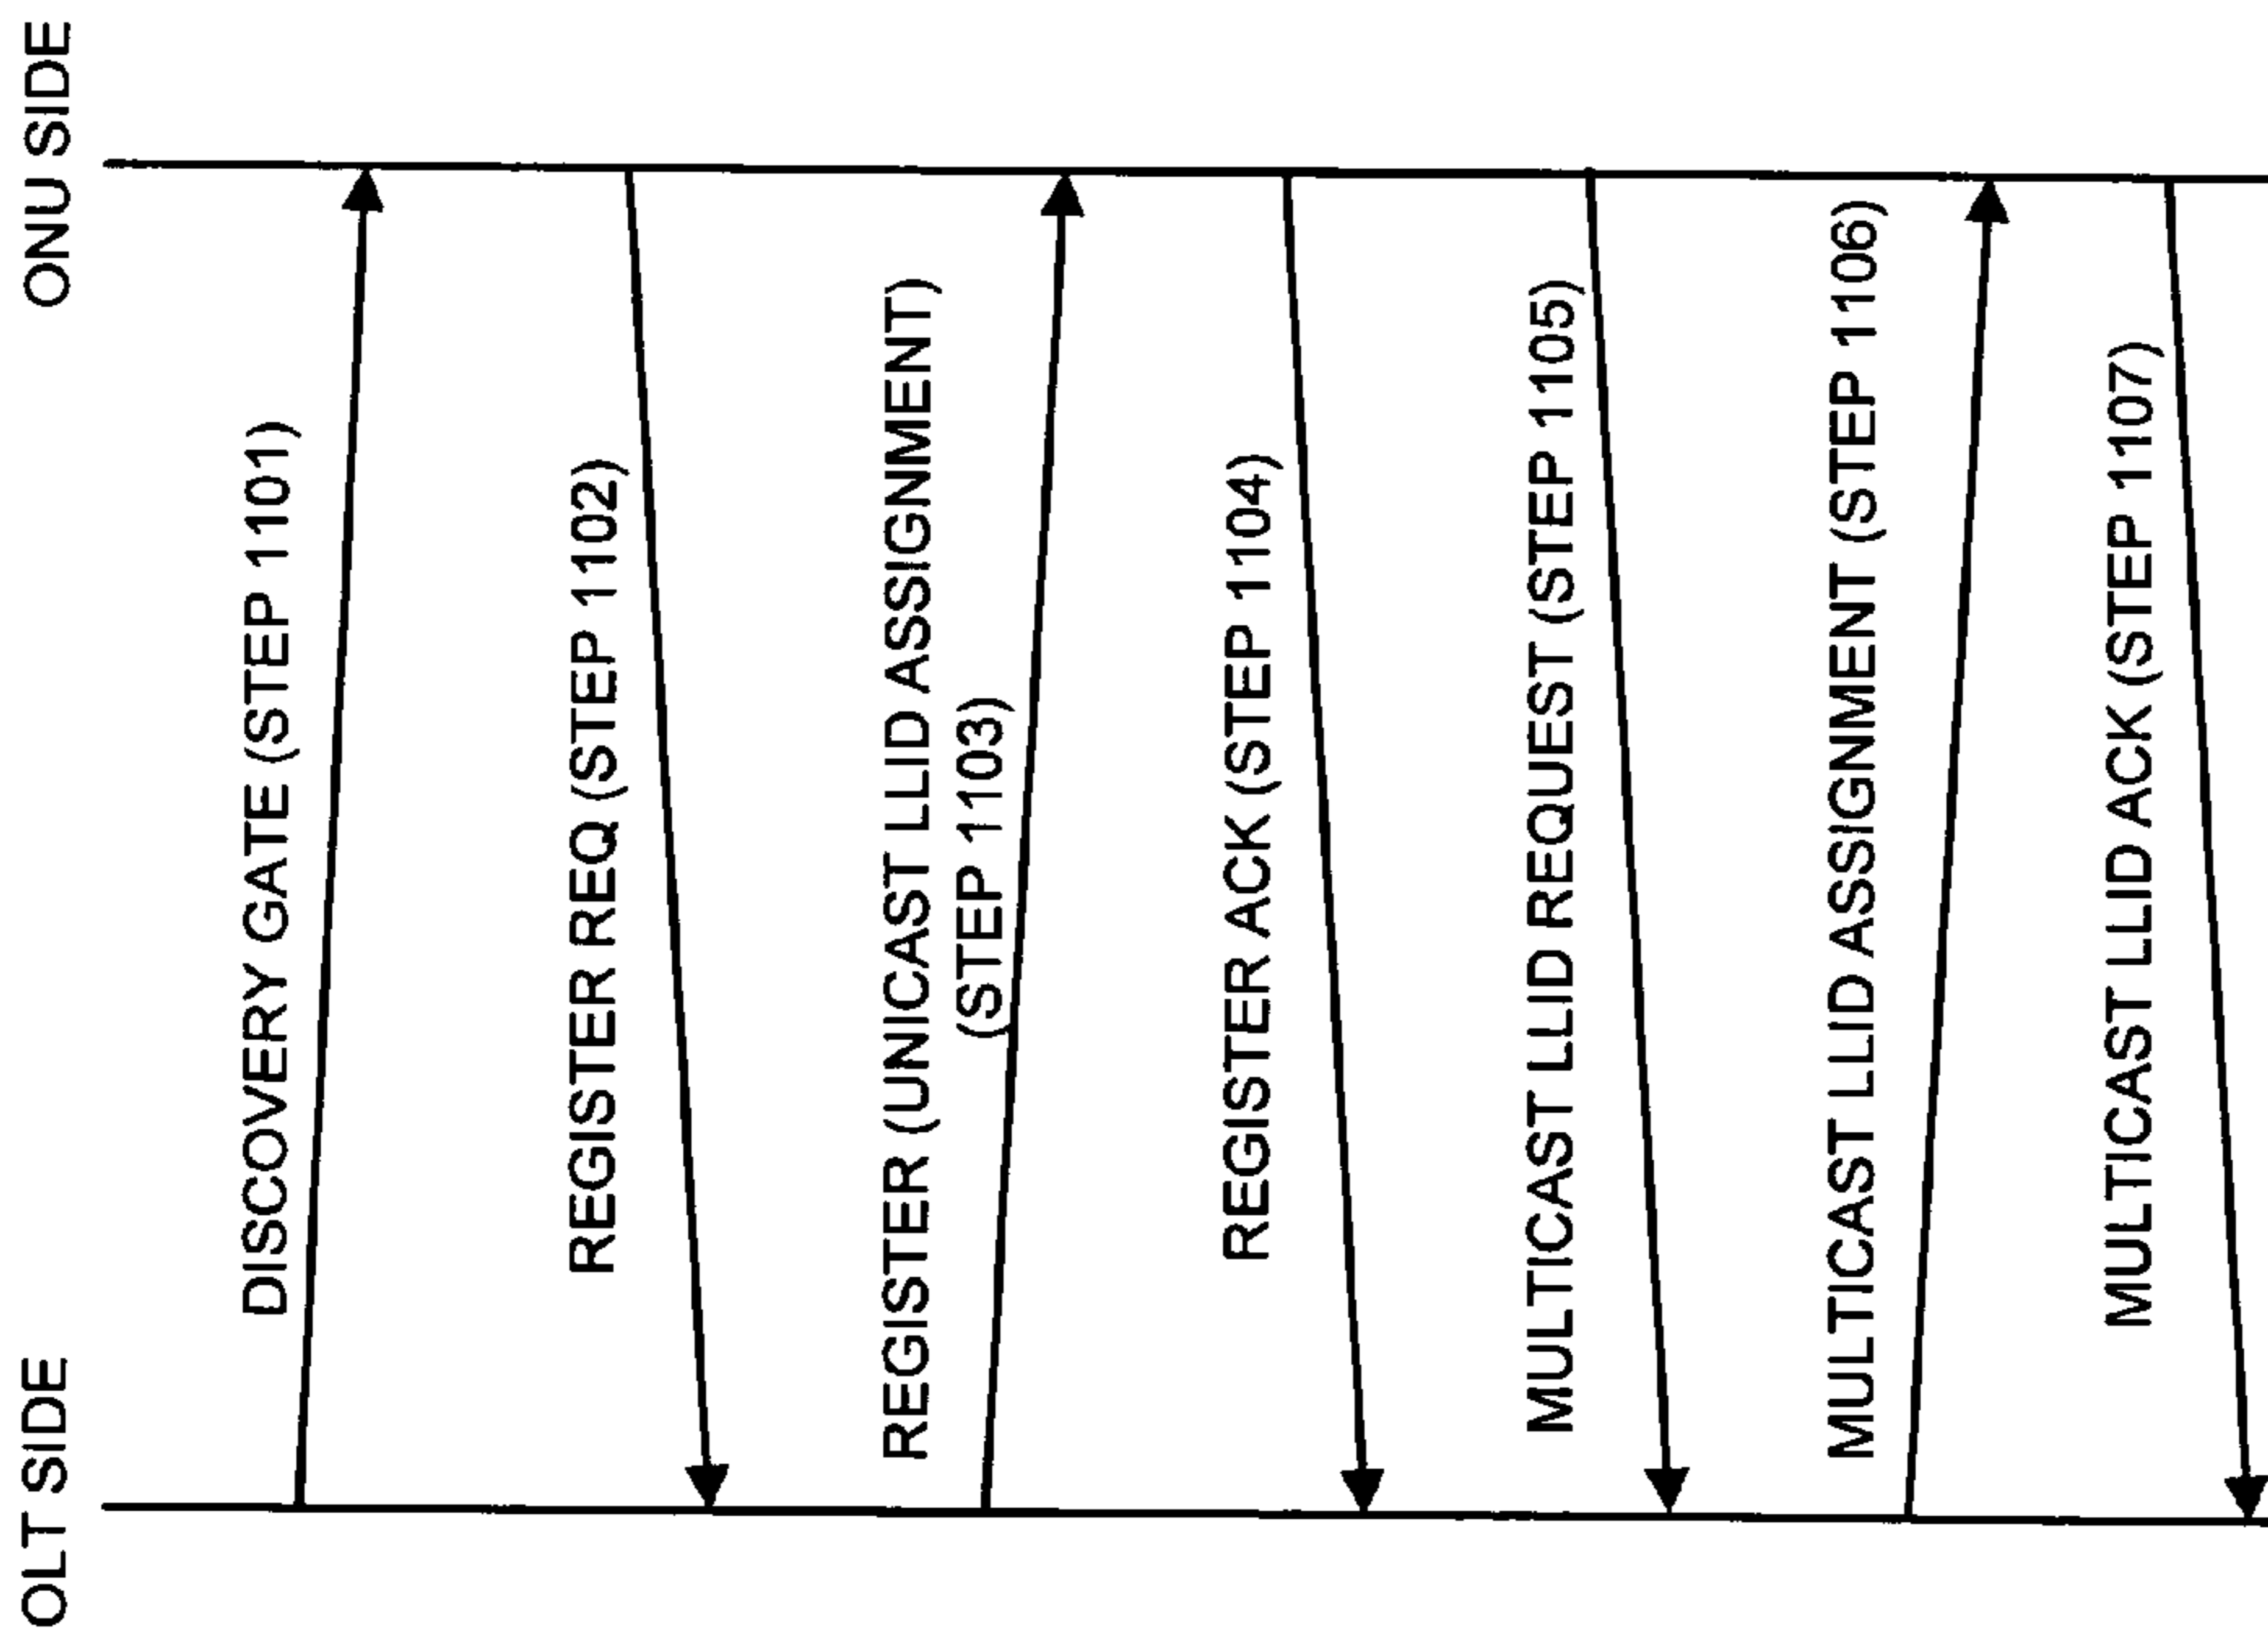 OLT SIDE
ONU SIDE
DISCOVERY GATE (STEP 1101)
REGISTER REQ (STEP 1102)
REGISTER (UNICAST LLID ASSIGNMENT)
(STEP 1103)
REGISTER ACK (STEP 1104)
MULTICAST LLID REQUEST (STEP 1105)
MULTICAST LLID ASSIGNMENT (STEP 1106)
MULTICAST LLID ACK (STEP 1107)